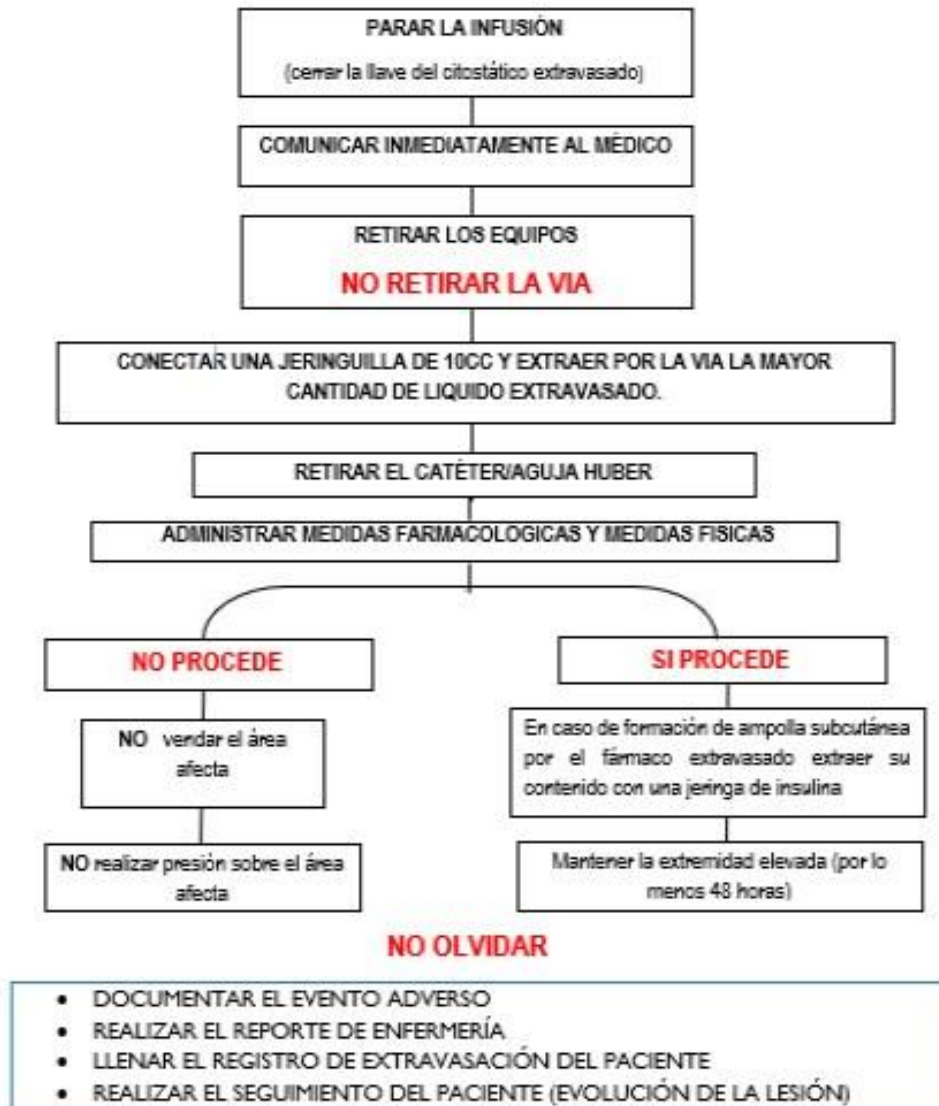 PARAR LA INFUSIÓN
(cerrar la llave del citostático extravasado)
COMUNICAR INMEDIATAMENTE AL MÉDICO
RETIRAR LOS EQUIPOS
NO RETIRAR LA VIA
CONECTAR UNA JERINGUILLA DE 10CC Y EXTRAER POR LA VIA LA MAYOR
CANTIDAD DE LIQUIDO EXTRAVASADO.
RETIRAR EL CATÉTER/AGUJA HUBER
ADMINISTRAR MEDIDAS FARMACOLOGICAS Y MEDIDAS FISICAS
NO PROCEDE
NO vendar el área
afecta
NO realizar presión sobre el área
afecta
SI PROCEDE
En caso de formación de ampolla subcutánea
por el fármaco extravasado extraer su
contenido con una jeringa de insulina
Mantener la extremidad elevada (por lo
menos 48 horas)
NO OLVIDAR
• DOCUMENTAR EL EVENTO ADVERSO
• REALIZAR EL REPORTE DE ENFERMERÍA
• LLENAR EL REGISTRO DE EXTRAVASACIÓN DEL PACIENTE
• REALIZAR EL SEGUIMIENTO DEL PACIENTE (EVOLUCIÓN DE LA LESIÓN)